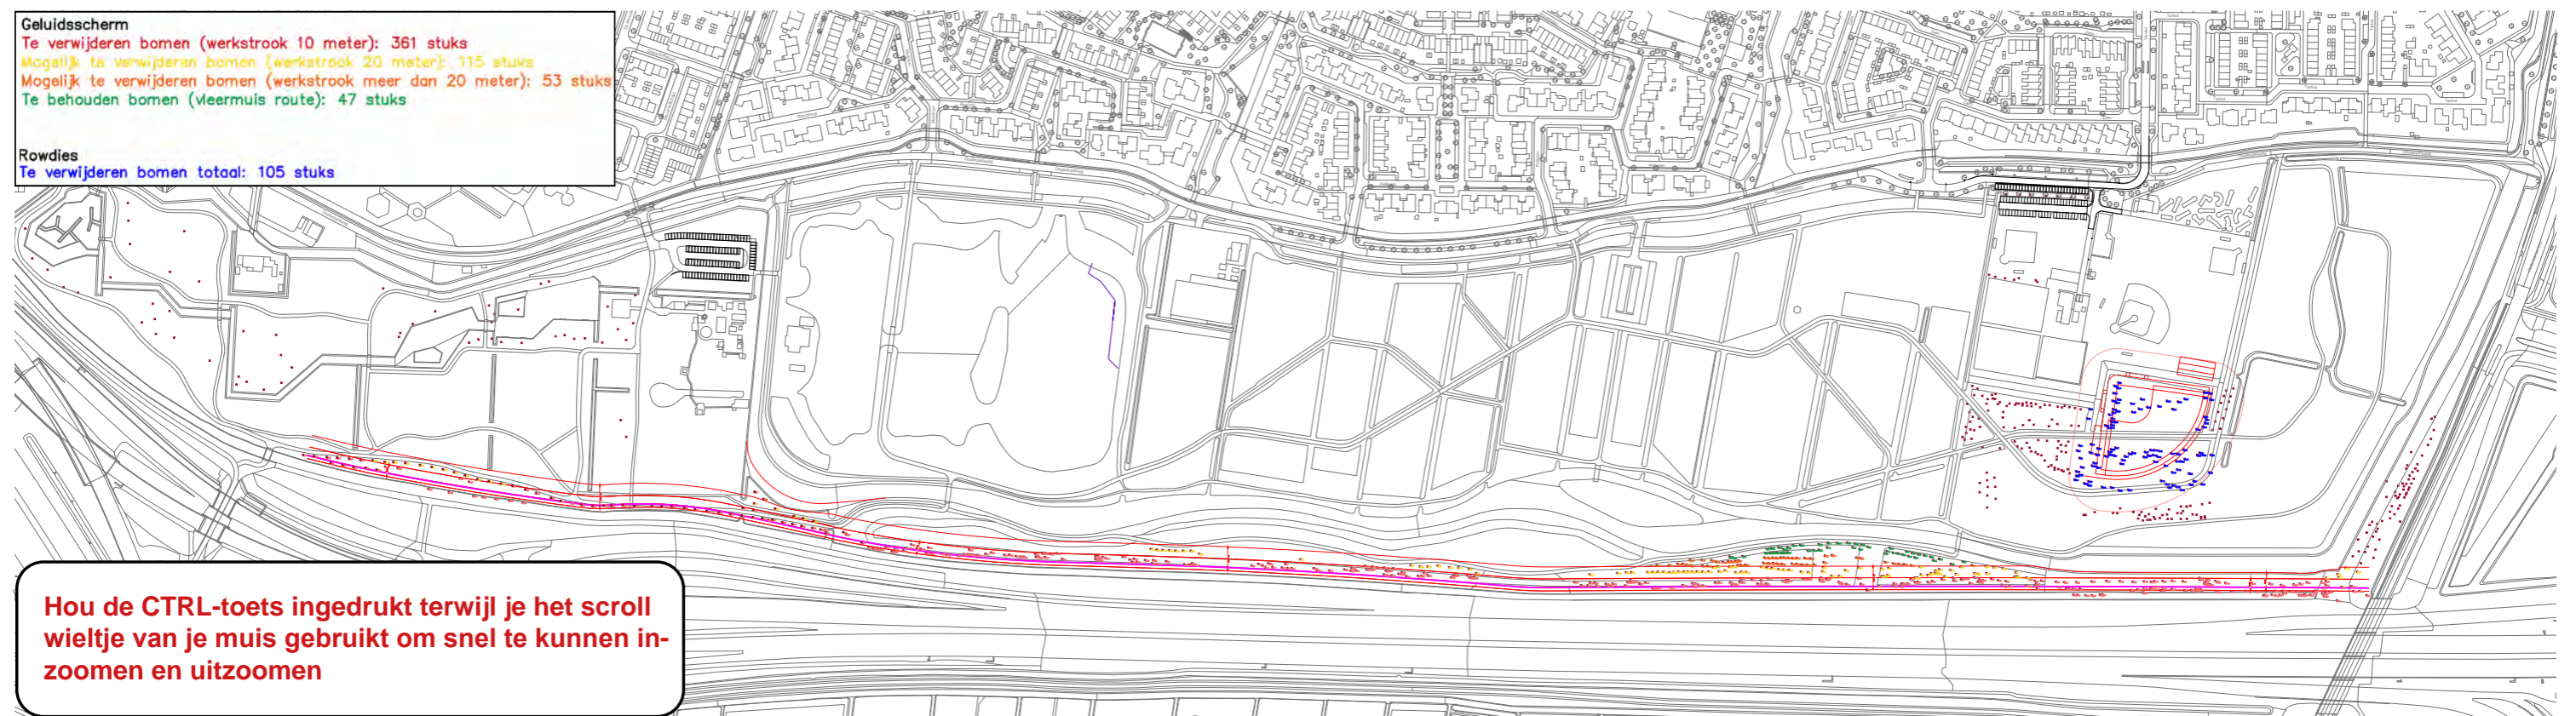 Geluidsscherm
Te verwijderen bomen (werkstrook 10 meter): 361 stuks
Mogelijk te verwijderen bomen (werkstrook 20 meter): 115 stuks
Mogelijk te verwijderen bomen (werkstrook meer dan 20 meter): 53 stuks
Te behouden bomen (vleermuis route): 47 stuks
Rowdies
Te verwijderen bomen totaal: 105 stuks
Hou de CTRL-toets ingedrukt terwijl je het scroll
wieltje van je muis gebruikt om snel te kunnen in-
zoomen en uitzoomen